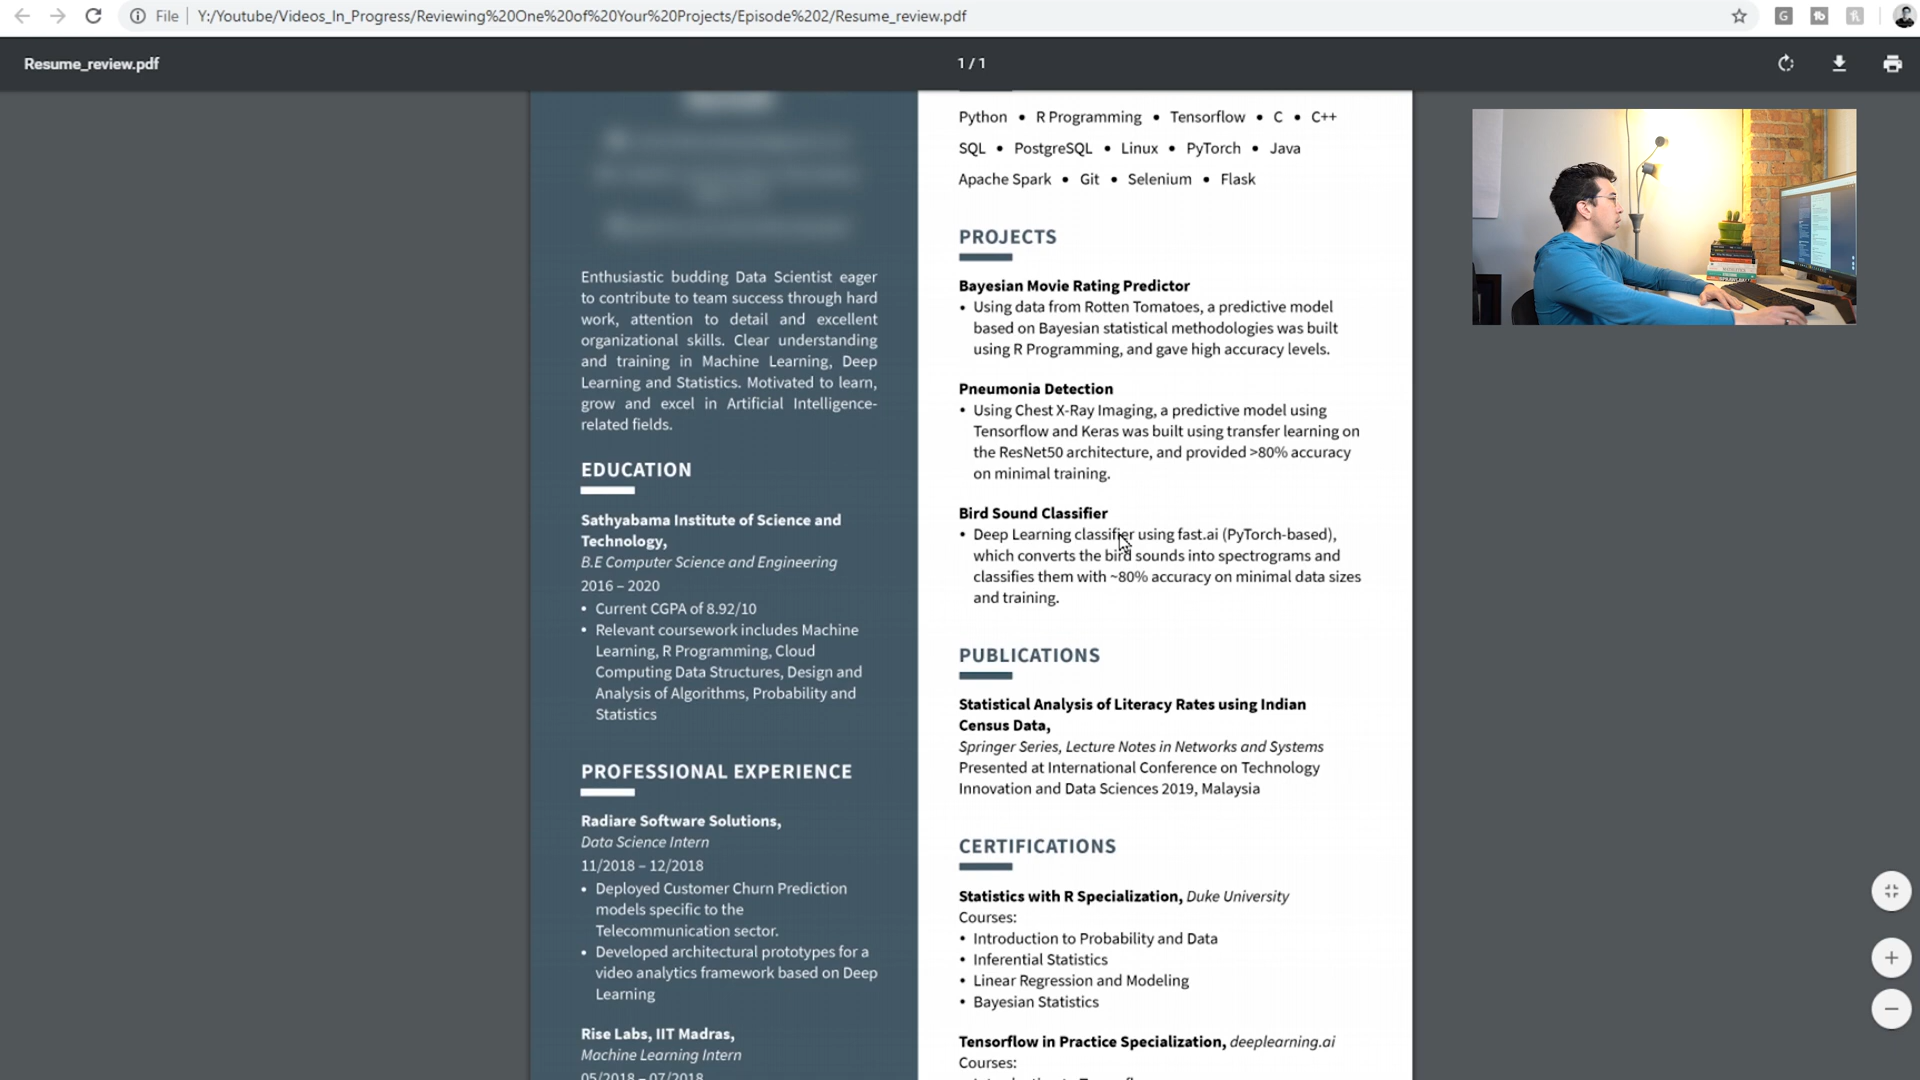 File
Y:/Youtube/Videos_In_Progress/Reviewing%20One%20of%20Your%20Projects/Episode%202/Resume_review.pdf
Resume_review.pdf
1 / 1
Enthusiastic budding Data Scientist eager
to contribute to team success through hard
work, attention to detail and excellent
organizational skills. Clear understanding
and training in Machine Learning, Deep
Learning and Statistics. Motivated to learn,
grow and excel in Artificial Intelligence-
related fields.
EDUCATION
Sathyabama Institute of Science and
Technology,
B.E Computer Science and Engineering
2016 – 2020
• Current CGPA of 8.92/10
• Relevant coursework includes Machine
Learning, R Programming, Cloud
Computing Data Structures, Design and
Analysis of Algorithms, Probability and
Statistics
PROFESSIONAL EXPERIENCE
Radiare Software Solutions,
Data Science Intern
11/2018 – 12/2018
• Deployed Customer Churn Prediction
models specific to the
Telecommunication sector.
• Developed architectural prototypes for a
video analytics framework based on Deep
Learning
Rise Labs, IIT Madras,
Machine Learning Intern
05/2018 – 07/2018
Python • R Programming • Tensorflow • C • C++
SQL • PostgreSQL • Linux • PyTorch • Java
Apache Spark • Git • Selenium • Flask
PROJECTS
Bayesian Movie Rating Predictor
• Using data from Rotten Tomatoes, a predictive model
based on Bayesian statistical methodologies was built
using R Programming, and gave high accuracy levels.
Pneumonia Detection
• Using Chest X-Ray Imaging, a predictive model using
Tensorflow and Keras was built using transfer learning on
the ResNet50 architecture, and provided >80% accuracy
on minimal training.
Bird Sound Classifier
• Deep Learning classifier using fast.ai (PyTorch-based),
which converts the bird sounds into spectrograms and
classifies them with ~80% accuracy on minimal data sizes
and training.
PUBLICATIONS
Statistical Analysis of Literacy Rates using Indian
Census Data,
Springer Series, Lecture Notes in Networks and Systems
Presented at International Conference on Technology
Innovation and Data Sciences 2019, Malaysia
CERTIFICATIONS
Statistics with R Specialization, Duke University
Courses:
• Introduction to Probability and Data
• Inferential Statistics
• Linear Regression and Modeling
• Bayesian Statistics
Tensorflow in Practice Specialization, deeplearning.ai
Courses: